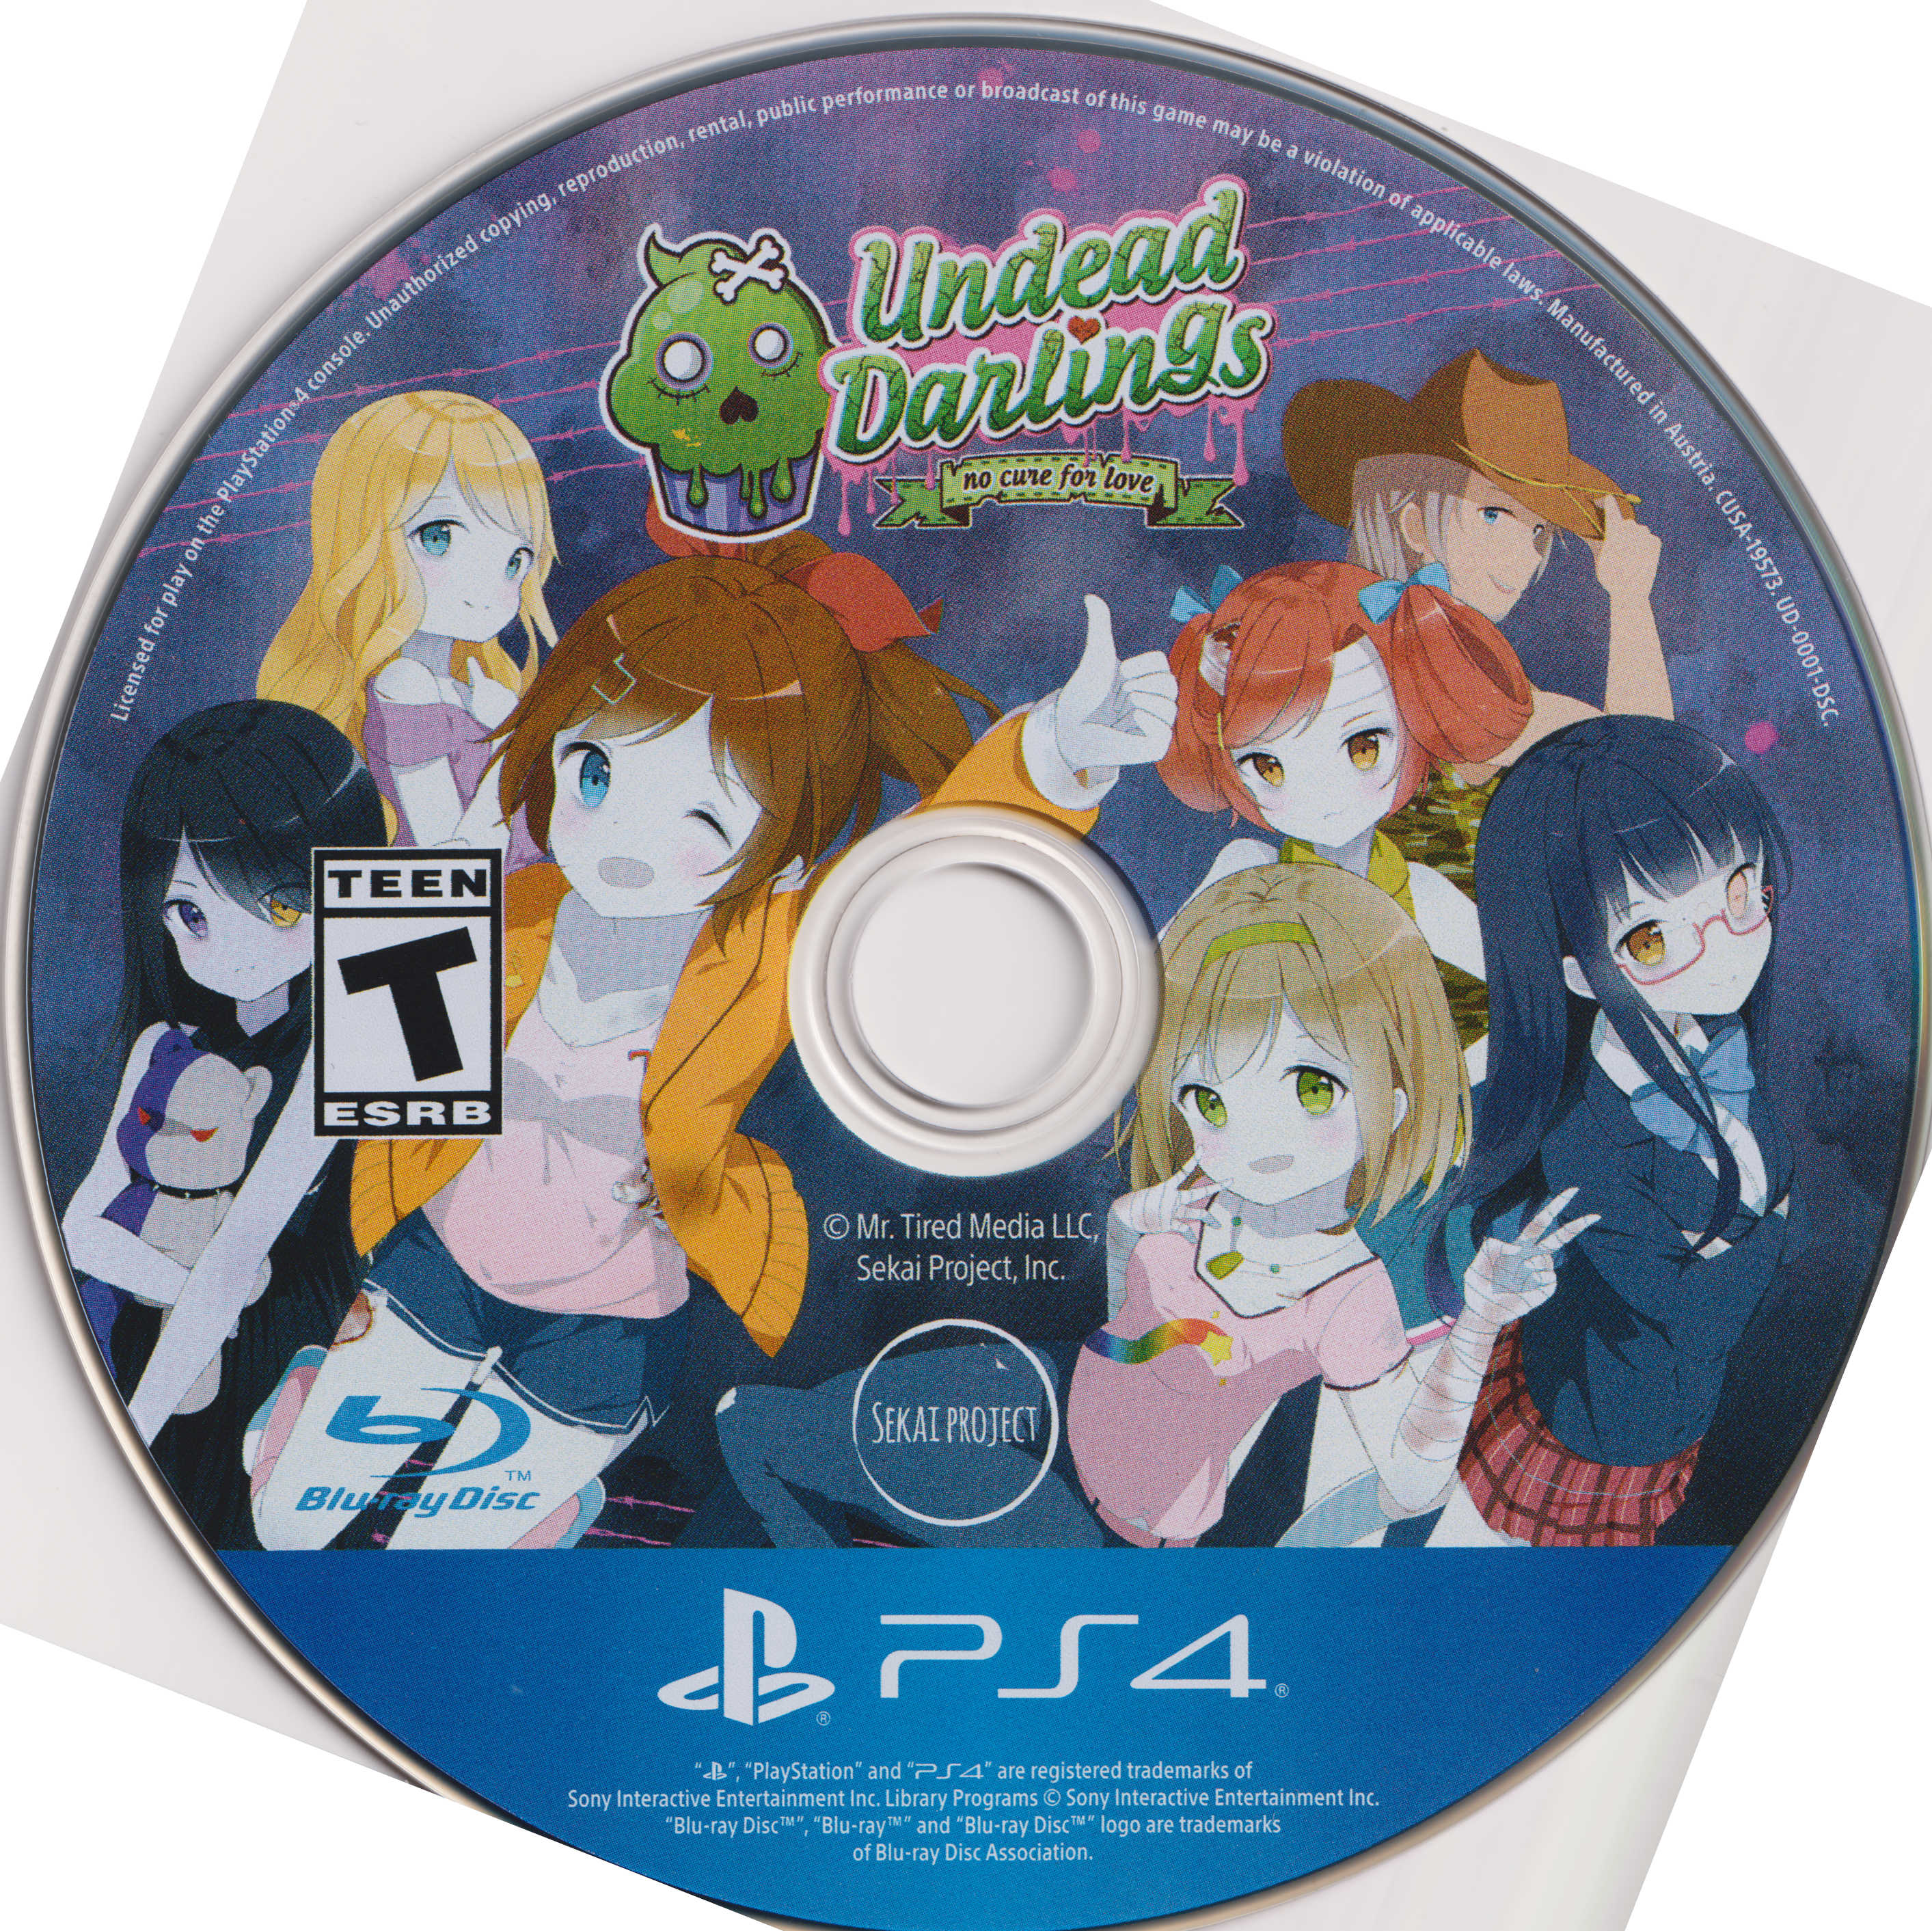 Licensed for play on the PlayStation®4 console. Unauthorized copying, reproduction, rental, public performance or broadcast of this game may be a violation of applicable laws. Manufactured in Austria. CUSA-19573. UD-0001-DSC.
Undead
Darlings
no cure for love
TEEN
T
ESRB
© Mr. Tired Media LLC,
Sekai Project, Inc.
SEKAI PROJECT
Blu-ray Disc™
PS4®
“PS”, “PlayStation” and “PS4” are registered trademarks of
Sony Interactive Entertainment Inc. Library Programs © Sony Interactive Entertainment Inc.
“Blu-ray Disc™”, “Blu-ray™” and “Blu-ray Disc™” logo are trademarks
of Blu-ray Disc Association.